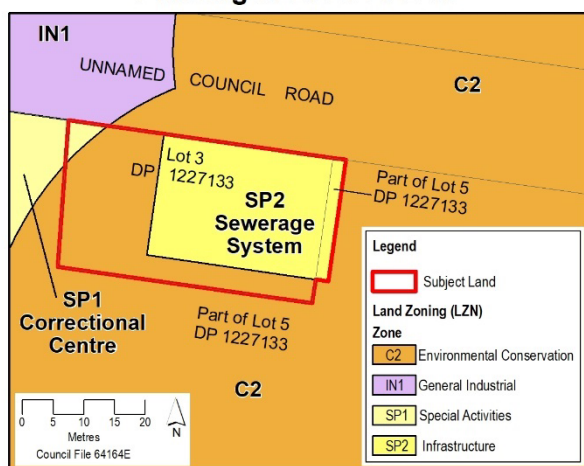 IN1
UNNAMED COUNCIL ROAD
C2
Lot 3
DP 1227133
Part of Lot 5
DP 1227133
SP2
Sewerage
System
SP1
Correctional
Centre
Part of Lot 5
DP 1227133
C2
0 5 10 15 20
Metres
N
Council File 64164E
Legend
Subject Land
Land Zoning (LZN)
Zone
C2 Environmental Conservation
IN1 General Industrial
SP1 Special Activities
SP2 Infrastructure